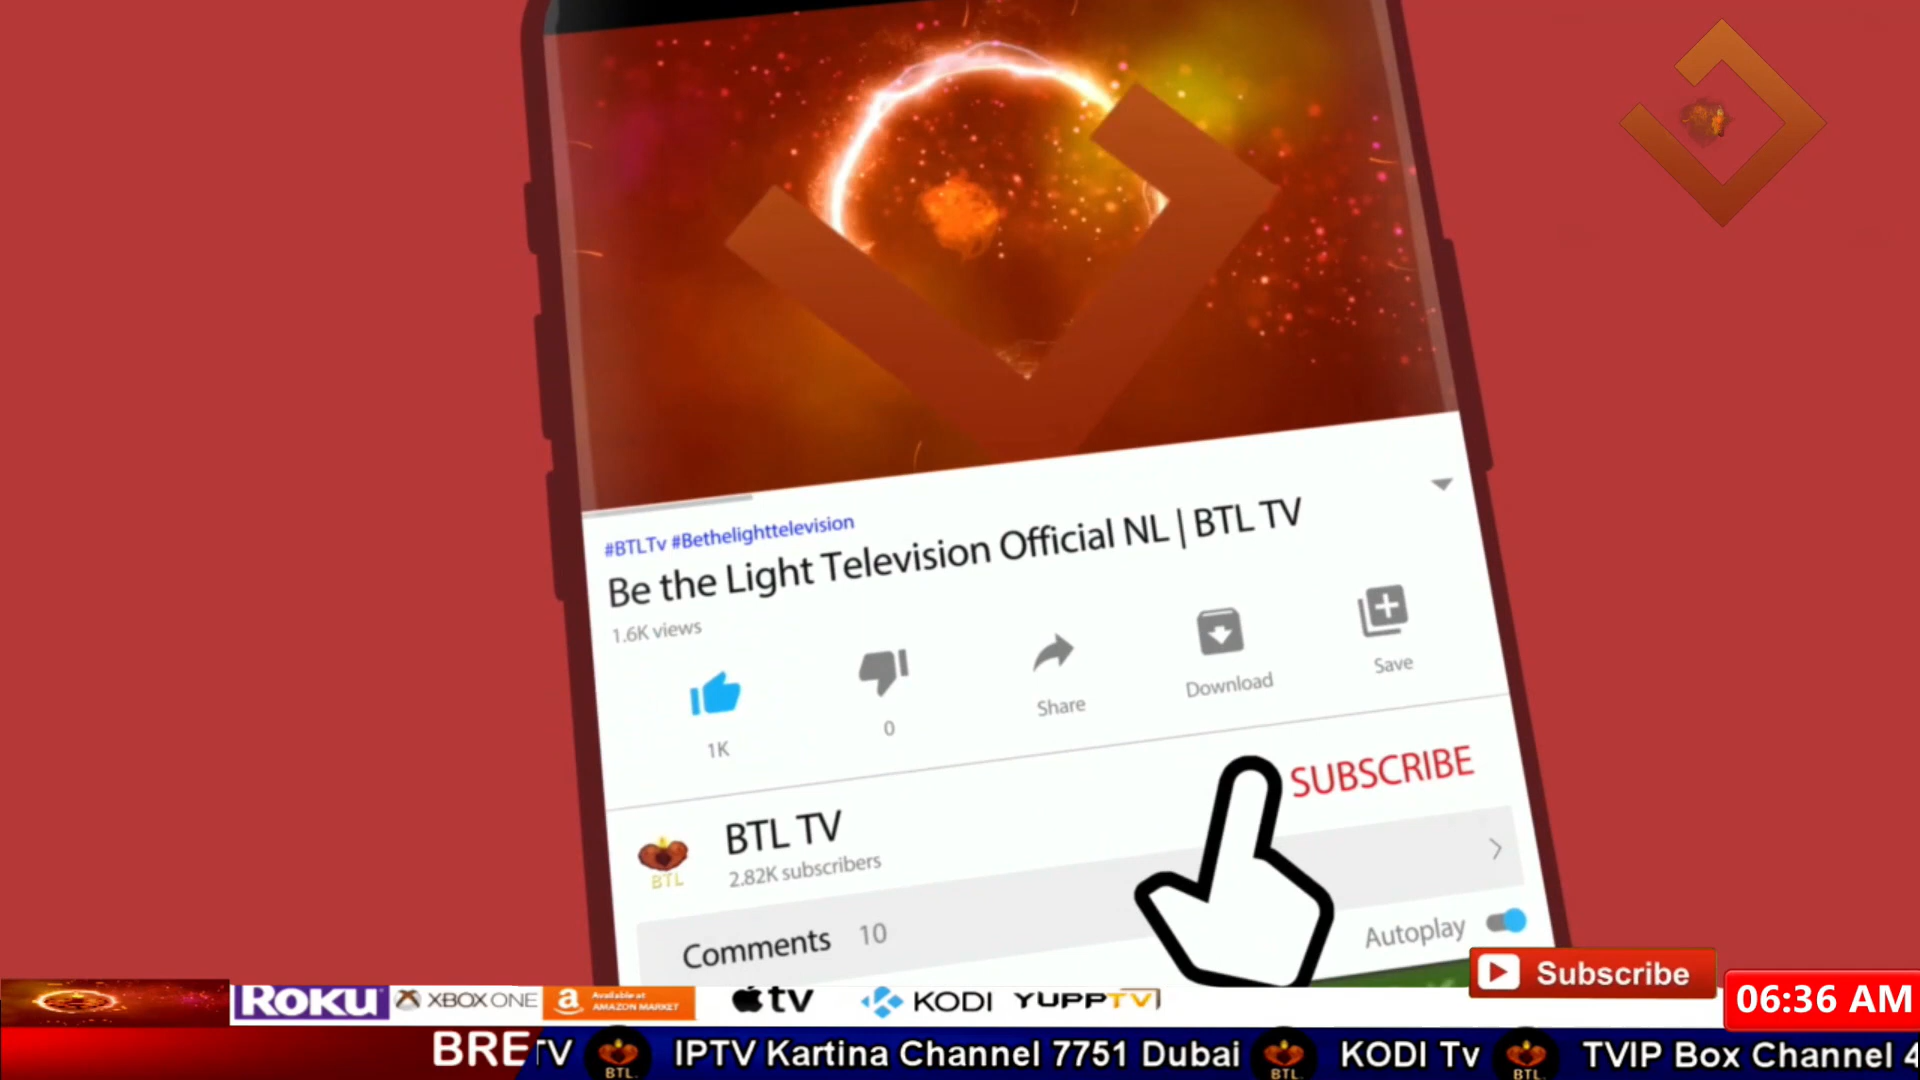 #BTLTv #Bethelighttelevision
Be the Light Television Official NL | BTL TV
1.6K views
1K
0
Share
Download
Save
BTL TV
2.82K subscribers
SUBSCRIBE
BTL
Comments 10
Autoplay
Subscribe
06:36 AM
ROKU XBOX ONE a Available at AMAZON MARKET tv KODI YUPPTV
BRE TV BTL. IPTV Kartina Channel 7751 Dubai BTL. KODI Tv BTL. TVIP Box Channel 4